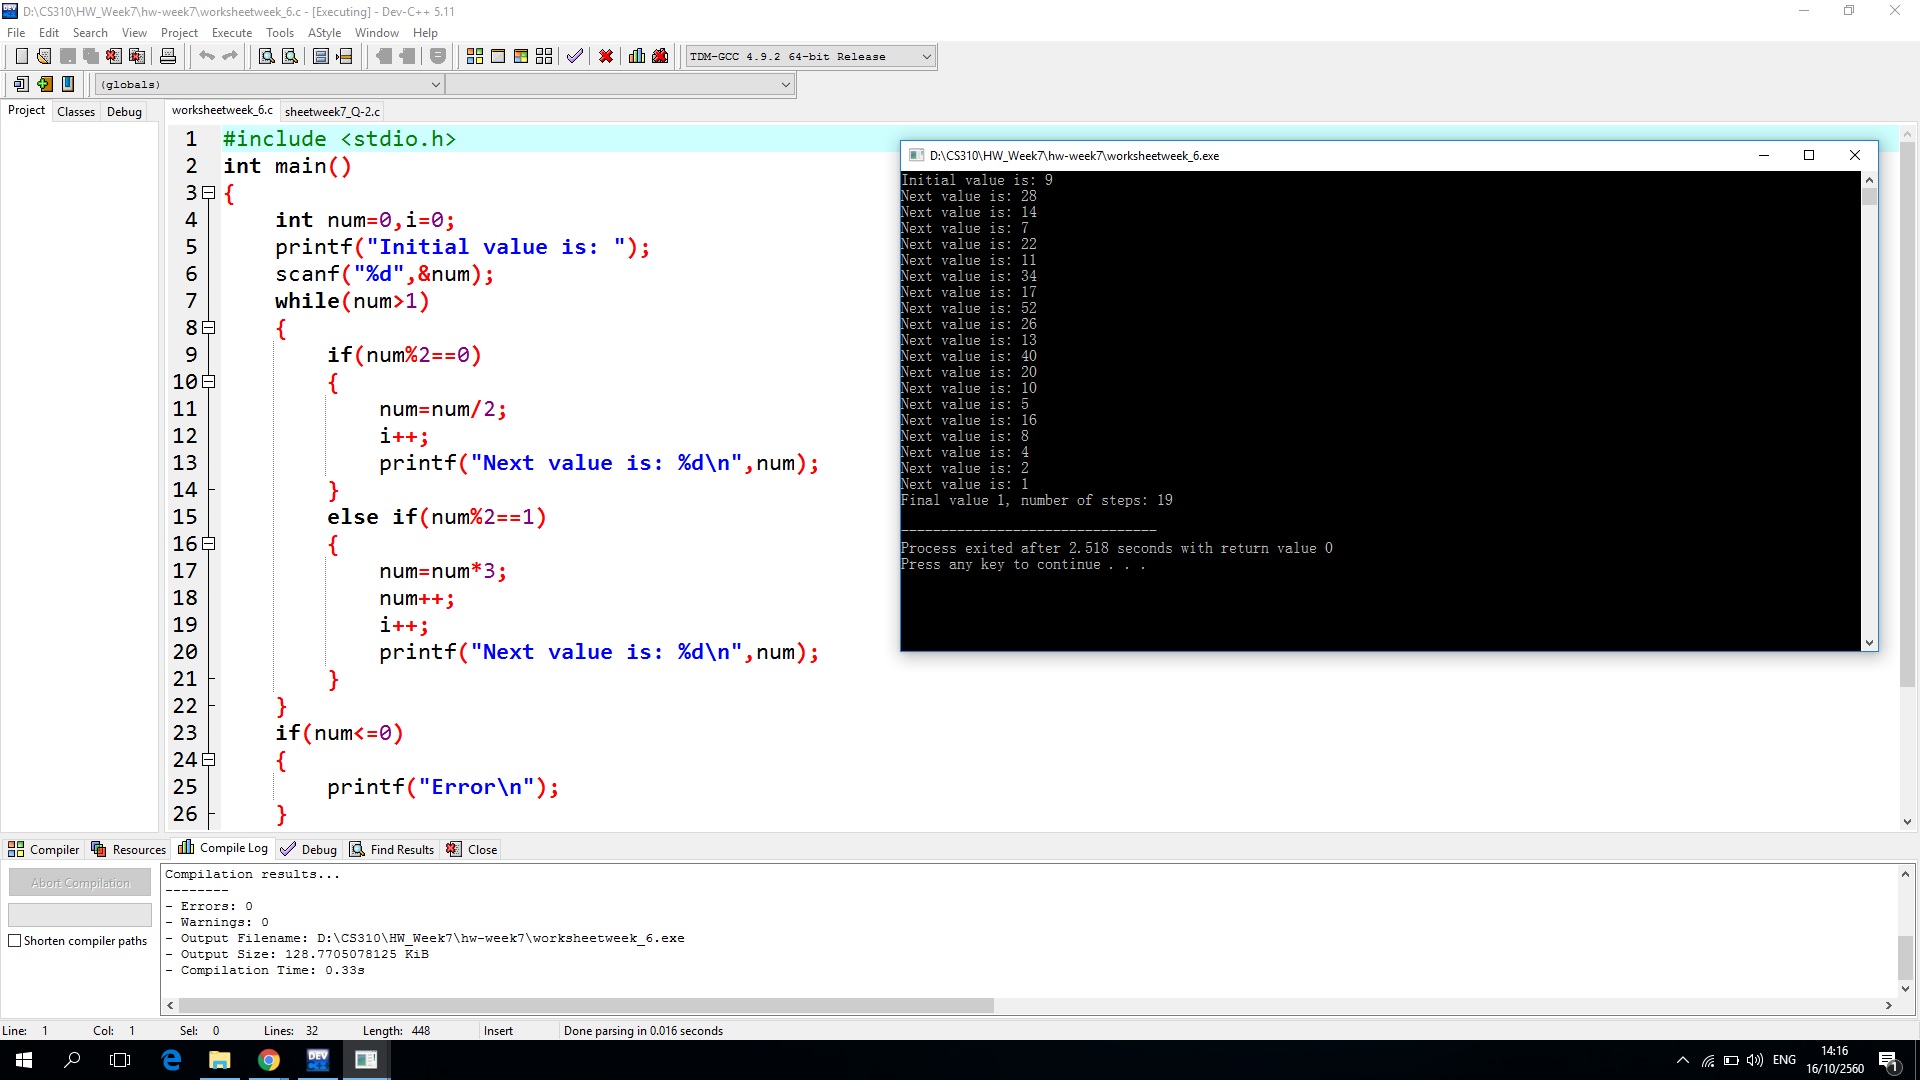 D:\CS310\HW_Week7\hw-week7\worksheetweek_6.c - [Executing] - Dev-C++ 5.11
File Edit Search View Project Execute Tools AStyle Window Help
TDM-GCC 4.9.2 64-bit Release
(globals)
Project Classes Debug worksheetweek_6.c sheetweek7_Q-2.c
1 #include <stdio.h>
2 int main()
3 {
4 int num=0,i=0;
5 printf("Initial value is: ");
6 scanf("%d",&num);
7 while(num>1)
8 {
9 if(num%2==0)
10 {
11 num=num/2;
12 i++;
13 printf("Next value is: %d\n",num);
14 }
15 else if(num%2==1)
16 {
17 num=num*3;
18 num++;
19 i++;
20 printf("Next value is: %d\n",num);
21 }
22 }
23 if(num<=0)
24 {
25 printf("Error\n");
26 }
D:\CS310\HW_Week7\hw-week7\worksheetweek_6.exe
Initial value is: 9
Next value is: 28
Next value is: 14
Next value is: 7
Next value is: 22
Next value is: 11
Next value is: 34
Next value is: 17
Next value is: 52
Next value is: 26
Next value is: 13
Next value is: 40
Next value is: 20
Next value is: 10
Next value is: 5
Next value is: 16
Next value is: 8
Next value is: 4
Next value is: 2
Next value is: 1
Final value 1, number of steps: 19
--------------------------------
Process exited after 2.518 seconds with return value 0
Press any key to continue . . .
Compiler Resources Compile Log Debug Find Results Close
Abort Compilation
Shorten compiler paths
Compilation results...
--------
- Errors: 0
- Warnings: 0
- Output Filename: D:\CS310\HW_Week7\hw-week7\worksheetweek_6.exe
- Output Size: 128.7705078125 KiB
- Compilation Time: 0.33s
Line: 1 Col: 1 Sel: 0 Lines: 32 Length: 448 Insert Done parsing in 0.016 seconds
DEV C++
ENG
14:16
16/10/2560
1